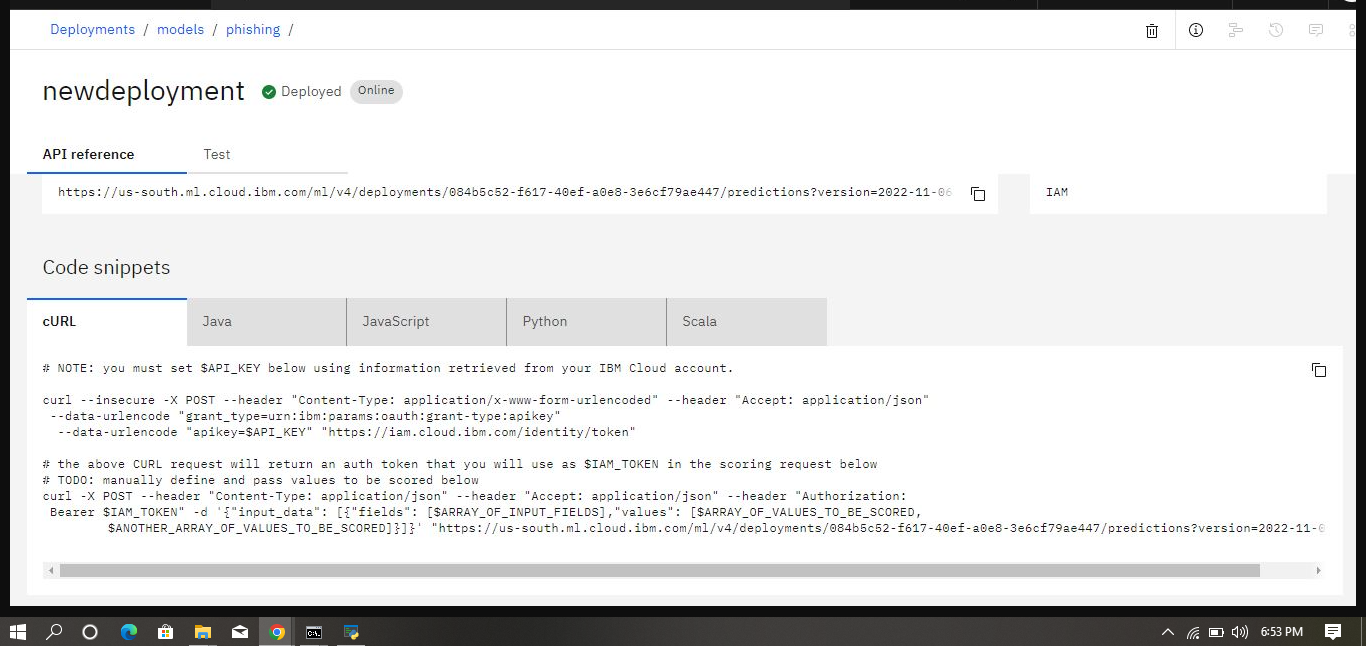 Deployments / models / phishing /
newdeployment Deployed Online
API reference Test
https://us-south.ml.cloud.ibm.com/ml/v4/deployments/084b5c52-f617-40ef-a0e8-3e6cf79ae447/predictions?version=2022-11-06 IAM
Code snippets
cURL Java JavaScript Python Scala
# NOTE: you must set $API_KEY below using information retrieved from your IBM Cloud account.
curl --insecure -X POST --header "Content-Type: application/x-www-form-urlencoded" --header "Accept: application/json"
--data-urlencode "grant_type=urn:ibm:params:oauth:grant-type:apikey"
--data-urlencode "apikey=$API_KEY" "https://iam.cloud.ibm.com/identity/token"
# the above CURL request will return an auth token that you will use as $IAM_TOKEN in the scoring request below
# TODO: manually define and pass values to be scored below
curl -X POST --header "Content-Type: application/json" --header "Accept: application/json" --header "Authorization:
Bearer $IAM_TOKEN" -d '{"input_data": [{"fields": [$ARRAY_OF_INPUT_FIELDS],"values": [$ARRAY_OF_VALUES_TO_BE_SCORED,
$ANOTHER_ARRAY_OF_VALUES_TO_BE_SCORED]}]}' "https://us-south.ml.cloud.ibm.com/ml/v4/deployments/084b5c52-f617-40ef-a0e8-3e6cf79ae447/predictions?version=2022-11-0
6:53 PM